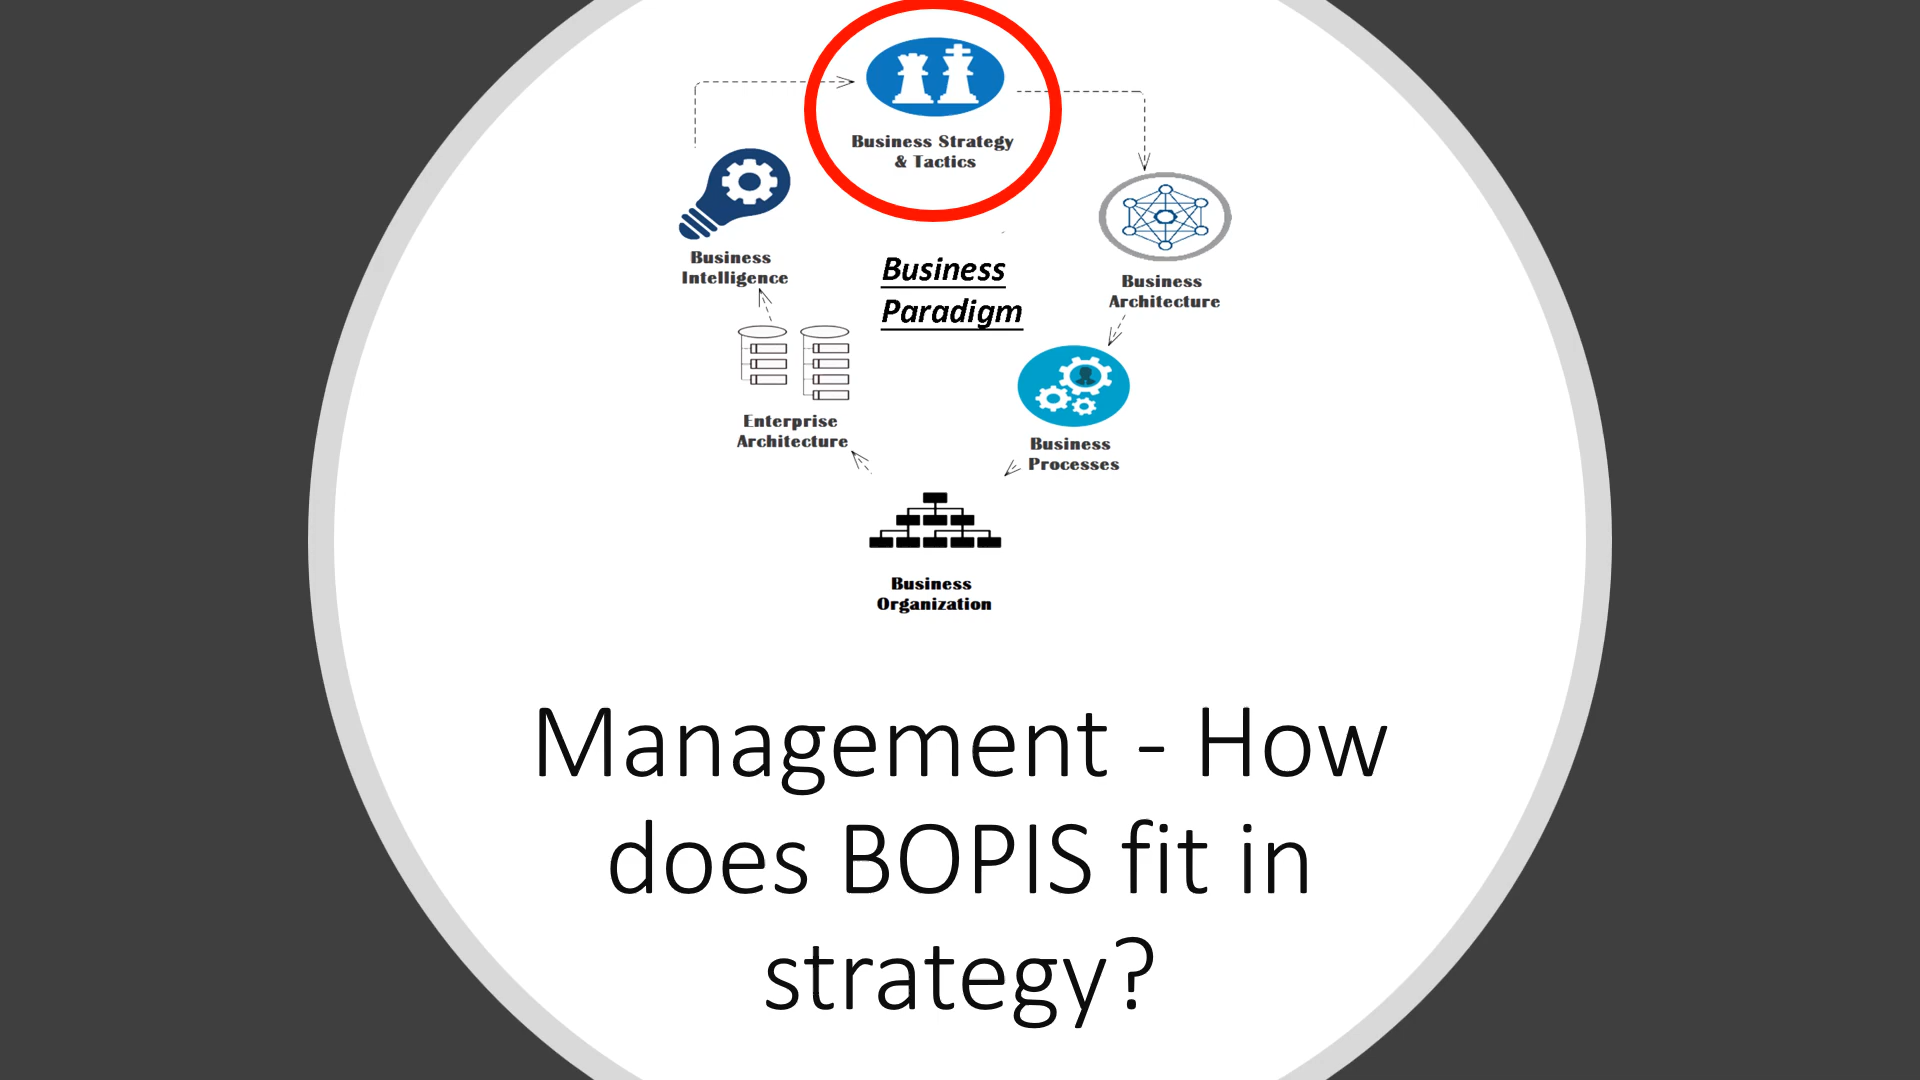 Business Strategy
& Tactics
Business
Intelligence
Business
Paradigm
Business
Architecture
Enterprise
Architecture
Business
Processes
Business
Organization
Management - How
does BOPIS fit in
strategy?